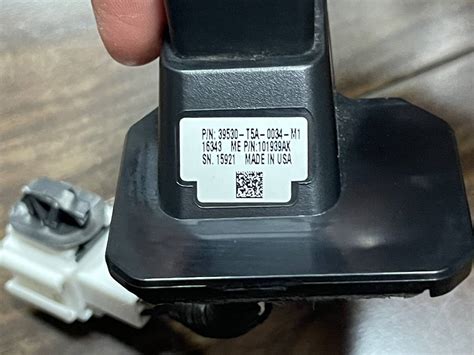 P/N: 39530-T5A-0034-M1
16343 ME P/N:101939AK
SN. 15921 MADE IN USA